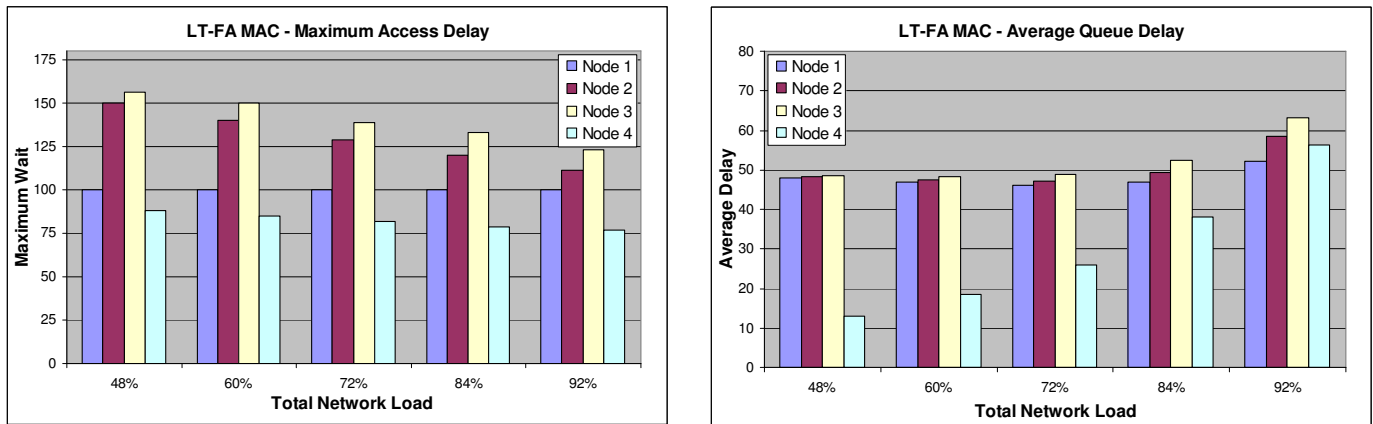 LT-FA MAC - Maximum Access Delay
Maximum Wait
175
150
125
100
75
50
25
0
Node 1
Node 2
Node 3
Node 4
48% 60% 72% 84% 92%
Total Network Load
LT-FA MAC - Average Queue Delay
Average Delay
80
70
60
50
40
30
20
10
0
Node 1
Node 2
Node 3
Node 4
48% 60% 72% 84% 92%
Total Network Load